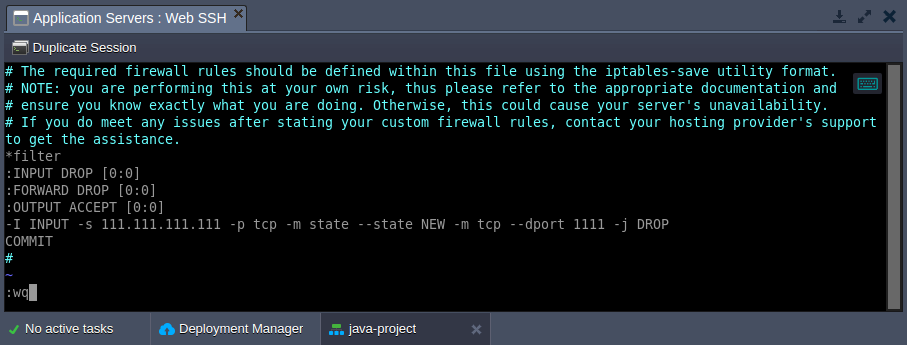 Application Servers : Web SSH
Duplicate Session
# The required firewall rules should be defined within this file using the iptables-save utility format.
# NOTE: you are performing this at your own risk, thus please refer to the appropriate documentation and
# ensure you know exactly what you are doing. Otherwise, this could cause your server's unavailability.
# If you do meet any issues after stating your custom firewall rules, contact your hosting provider's support
to get the assistance.
*filter
:INPUT DROP [0:0]
:FORWARD DROP [0:0]
:OUTPUT ACCEPT [0:0]
-I INPUT -s 111.111.111.111 -p tcp -m state --state NEW -m tcp --dport 1111 -j DROP
COMMIT
#
~
:wq
No active tasks
Deployment Manager
java-project